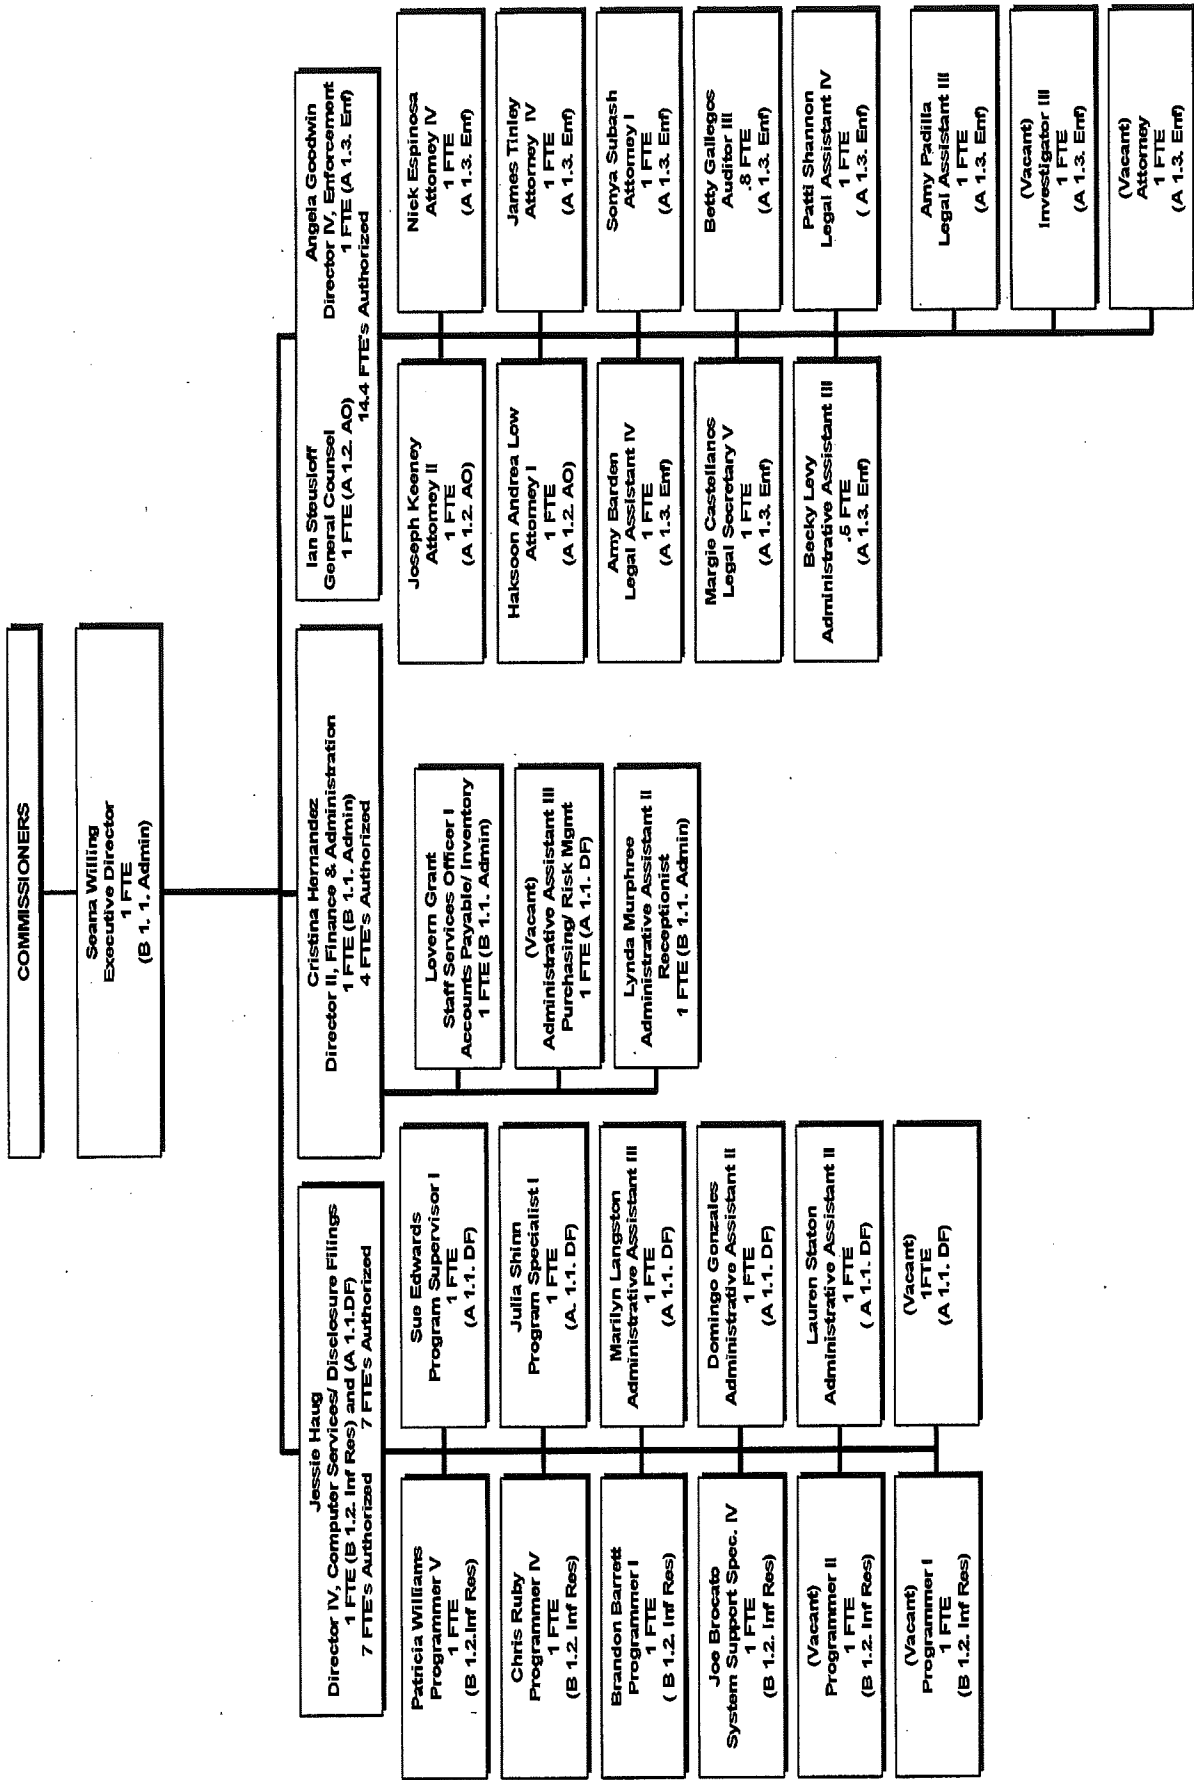 COMMISSIONERS
Seana Willing
Executive Director
1 FTE
(B 1. 1. Admin)
Jessie Haug
Director IV, Computer Services/ Disclosure Filings
1 FTE (B 1.2. Inf Res) and (A 1.1.DF)
7 FTE's Authorized 7 FTE's Authorized
Patricia Williams
Programmer V
1 FTE
(B 1.2.Inf Res)
Chris Ruby
Programmer IV
1 FTE
(B 1.2. Inf Res)
Brandon Barrett
Programmer I
1 FTE
( B 1.2. Inf Res)
Joe Brocato
System Support Spec. IV
1 FTE
(B 1.2. Inf Res)
(Vacant)
Programmer II
1 FTE
(B 1.2. Inf Res)
(Vacant)
Programmer I
1 FTE
(B 1.2. Inf Res)
Sue Edwards
Program Supervisor I
1 FTE
(A 1.1. DF)
Julia Shinn
Program Specialist I
1 FTE
(A. 1.1. DF)
Marilyn Langston
Administrative Assistant III
1 FTE
(A 1.1. DF)
Domingo Gonzales
Administrative Assistant II
1 FTE
(A 1.1. DF)
Lauren Staton
Administrative Assistant II
1 FTE
( A 1.1. DF)
(Vacant)
1FTE
(A 1.1. DF)
Cristina Hernandez
Director II, Finance & Administration
1 FTE (B 1.1. Admin)
4 FTE's Authorized
Lovern Grant
Staff Services Officer I
Accounts Payable/ Inventory
1 FTE (B 1.1. Admin)
(Vacant)
Administrative Assistant III
Purchasing/ Risk Mgmt
1 FTE (A 1.1. DF)
Lynda Murphree
Administrative Assistant II
Receptionist
1 FTE (B 1.1. Admin)
Ian Steusloff Angela Goodwin
General Counsel Director IV, Enforcement
1 FTE (A 1.2. AO) 1 FTE (A 1.3. Enf)
14.4 FTE's Authorized
Joseph Keeney
Attorney II
1 FTE
(A 1.2. AO)
Haksoon Andrea Low
Attorney I
1 FTE
(A 1.2. AO)
Amy Barden
Legal Assistant IV
1 FTE
(A 1.3. Enf)
Margie Castellanos
Legal Secretary V
1 FTE
(A 1.3. Enf)
Becky Levy
Administrative Assistant III
.5 FTE
(A 1.3. Enf)
Nick Espinosa
Attorney IV
1 FTE
(A 1.3. Enf)
James Tinley
Attorney IV
1 FTE
(A 1.3. Enf)
Sonya Subash
Attorney I
1 FTE
(A 1.3. Enf)
Betty Gallegos
Auditor III
.8 FTE
(A 1.3. Enf)
Patti Shannon
Legal Assistant IV
1 FTE
( A 1.3. Enf)
Amy Padilla
Legal Assistant III
1 FTE
(A 1.3. Enf)
(Vacant)
Investigator III
1 FTE
(A 1.3. Enf)
(Vacant)
Attorney
1 FTE
(A 1.3. Enf)